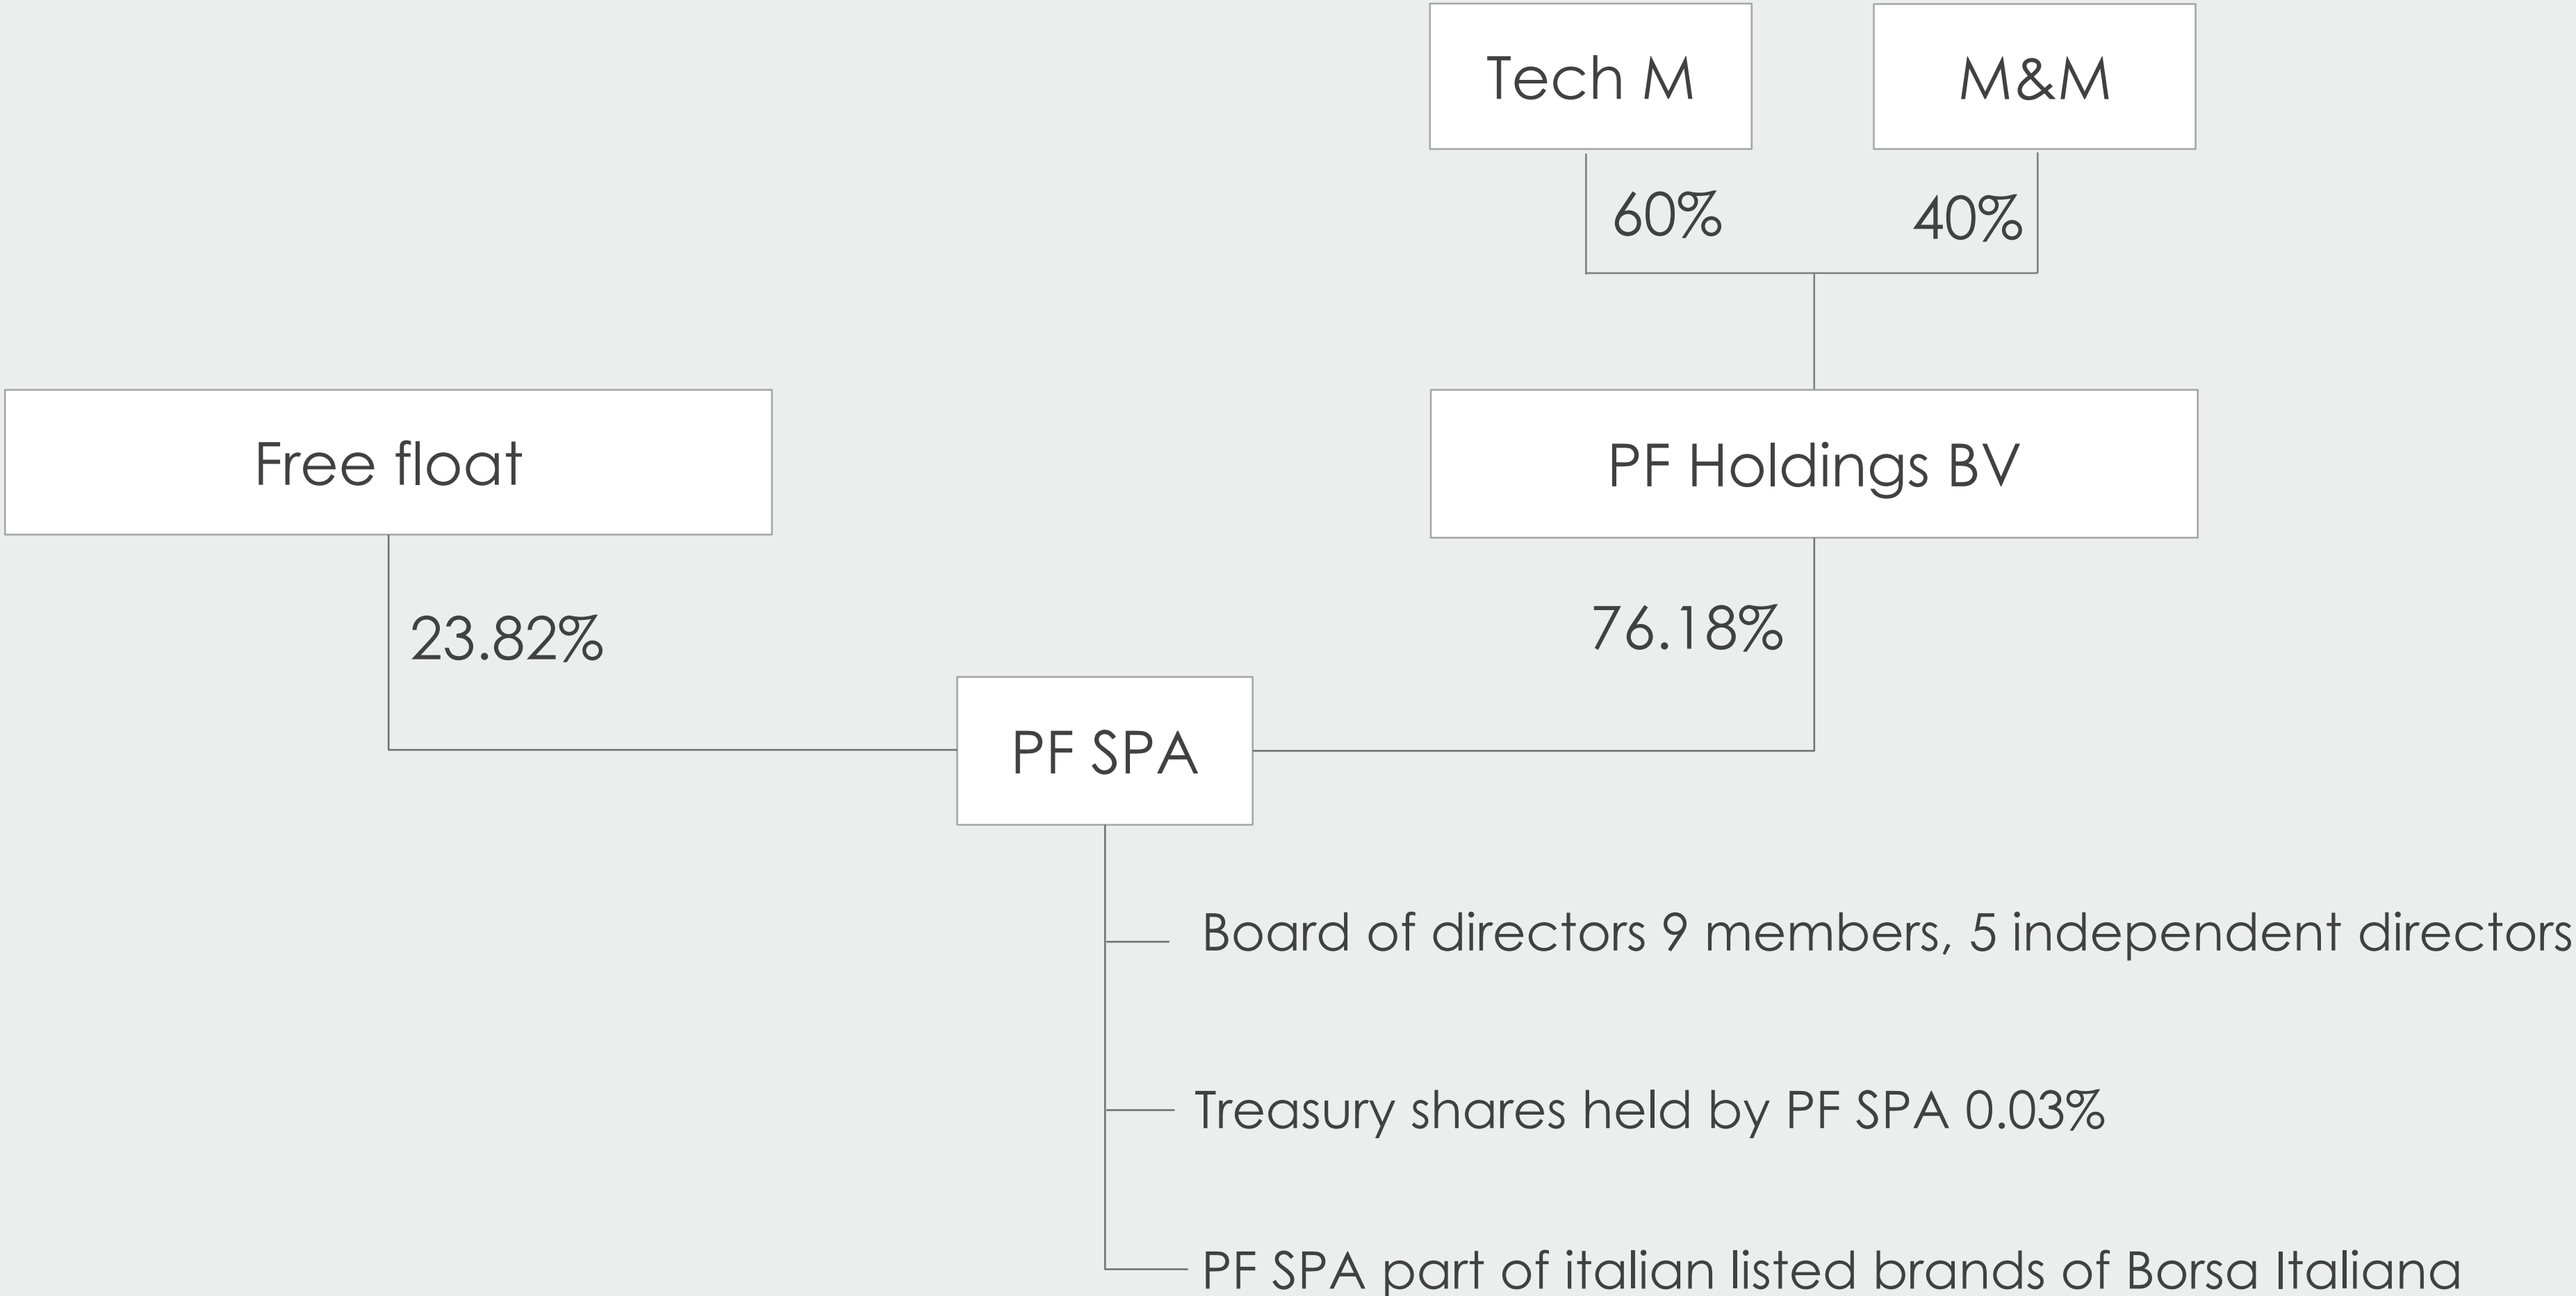 Tech M
M&M
60%
40%
Free float
PF Holdings BV
23.82%
76.18%
PF SPA
Board of directors 9 members, 5 independent directors
Treasury shares held by PF SPA 0.03%
PF SPA part of italian listed brands of Borsa Italiana